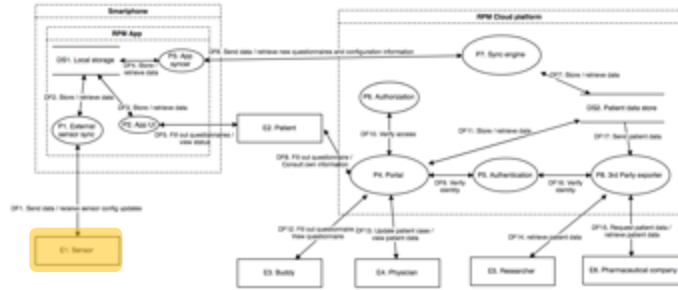 Smartphone
RPM Cloud platform
RPM App
DS1. Local storage
P3. App syncer
DF6. Send data / retrieve new questionnaires and configuration information
P7. Sync engine
DF4. Store / retrieve data
DF7. Store / retrieve data
DF2. Store / retrieve data
DF3. Store / retrieve data
P6. Authorization
DS2. Patient data store
P1. External sensor sync
P2. App UI
E2. Patient
DF10. Verify access
DF11. Store / retrieve data
DF17. Send patient data
DF5. Fill out questionnaires / view status
DF8. Fill out questionnaire / Consult own information
P4. Portal
P5. Authentication
P8. 3rd Party exporter
DF9. Verify identity
DF16. Verify identity
DF1. Send data / receive sensor config updates
DF12. Fill out questionnaire / View questionnaire
DF13. Update patient cases / view patient data
DF14. retrieve patient data
DF15. Request patient data / retrieve patient data
E1. Sensor
E3. Buddy
E4. Physician
E5. Researcher
E6. Pharmaceutical company